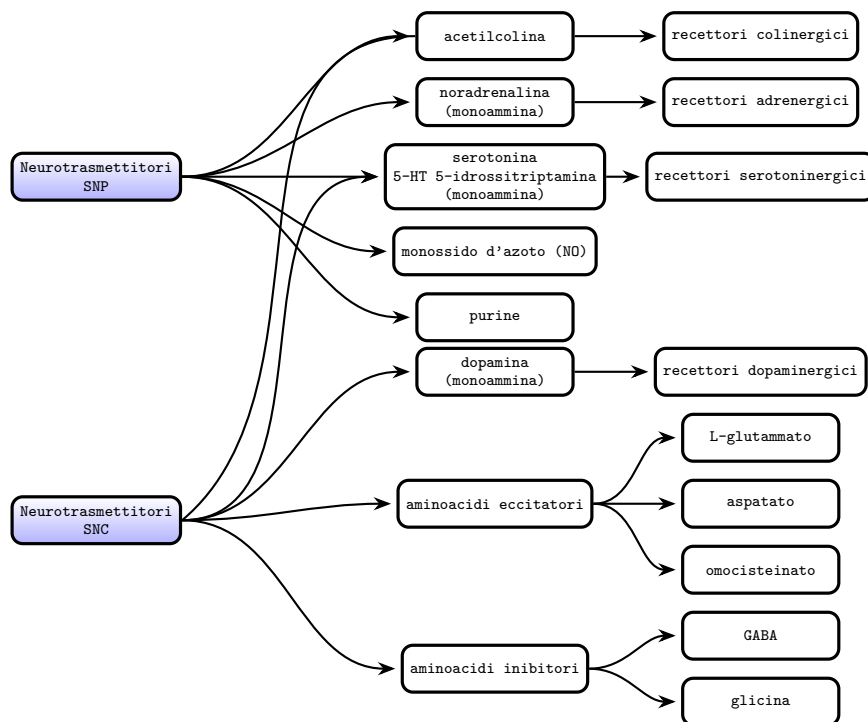 acetilcolina
recettori colinergici
noradrenalina
(monoammina)
recettori adrenergici
Neurotrasmettitori
SNP
serotonina
5-HT 5-idrossitriptamina
(monoammina)
recettori serotoninergici
monossido d'azoto (NO)
purine
dopamina
(monoammina)
recettori dopaminergici
L-glutammato
Neurotrasmettitori
SNC
aminoacidi eccitatori
aspatato
omocisteinato
GABA
aminoacidi inibitori
glicina